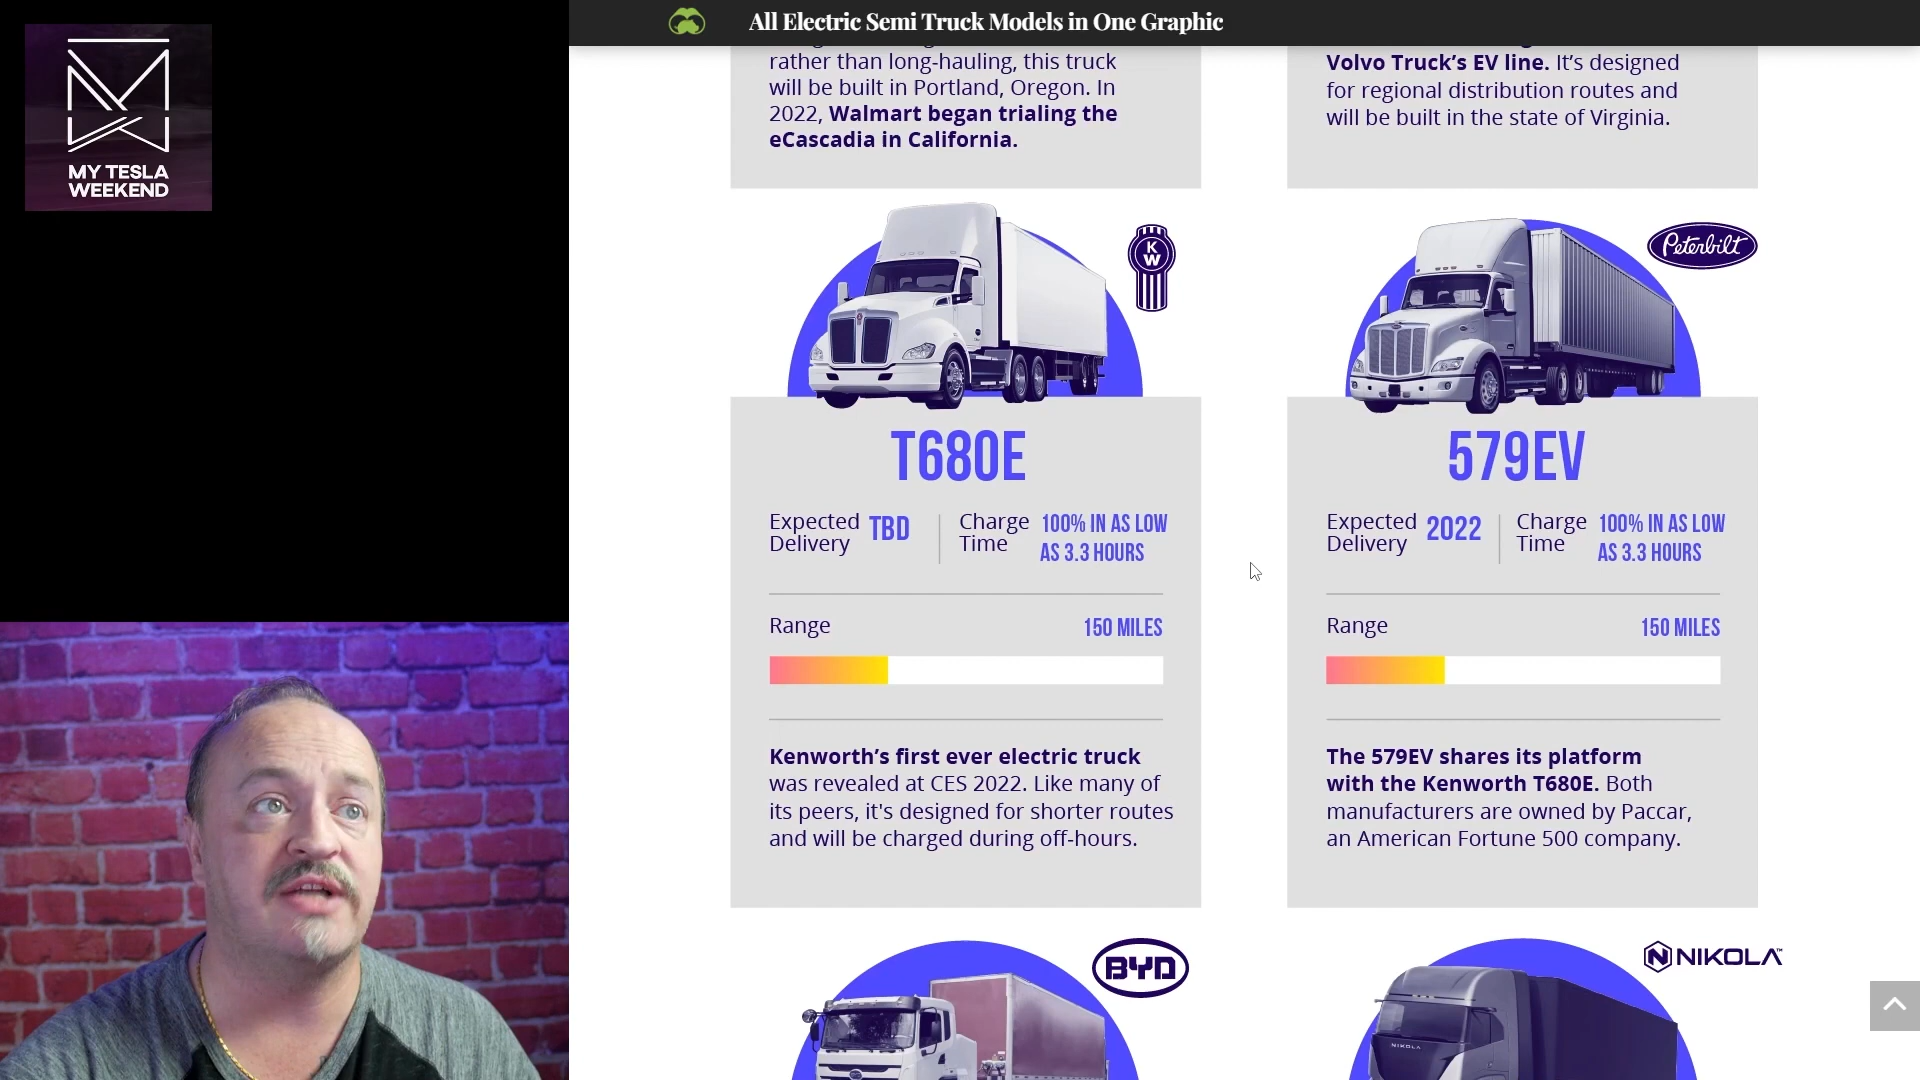 MY TESLA
WEEKEND
All Electric Semi Truck Models in One Graphic
rather than long-hauling, this truck
will be built in Portland, Oregon. In
2022, Walmart began trialing the
eCascadia in California.
Volvo Truck's EV line. It's designed
for regional distribution routes and
will be built in the state of Virginia.
KW
Peterbilt
T680E
Expected
Delivery
TBD
Charge
Time
100% IN AS LOW
AS 3.3 HOURS
Range
150 MILES
Kenworth's first ever electric truck
was revealed at CES 2022. Like many of
its peers, it's designed for shorter routes
and will be charged during off-hours.
579EV
Expected
Delivery
2022
Charge
Time
100% IN AS LOW
AS 3.3 HOURS
Range
150 MILES
The 579EV shares its platform
with the Kenworth T680E. Both
manufacturers are owned by Paccar,
an American Fortune 500 company.
BYD
NIKOLA™
NIKOLA